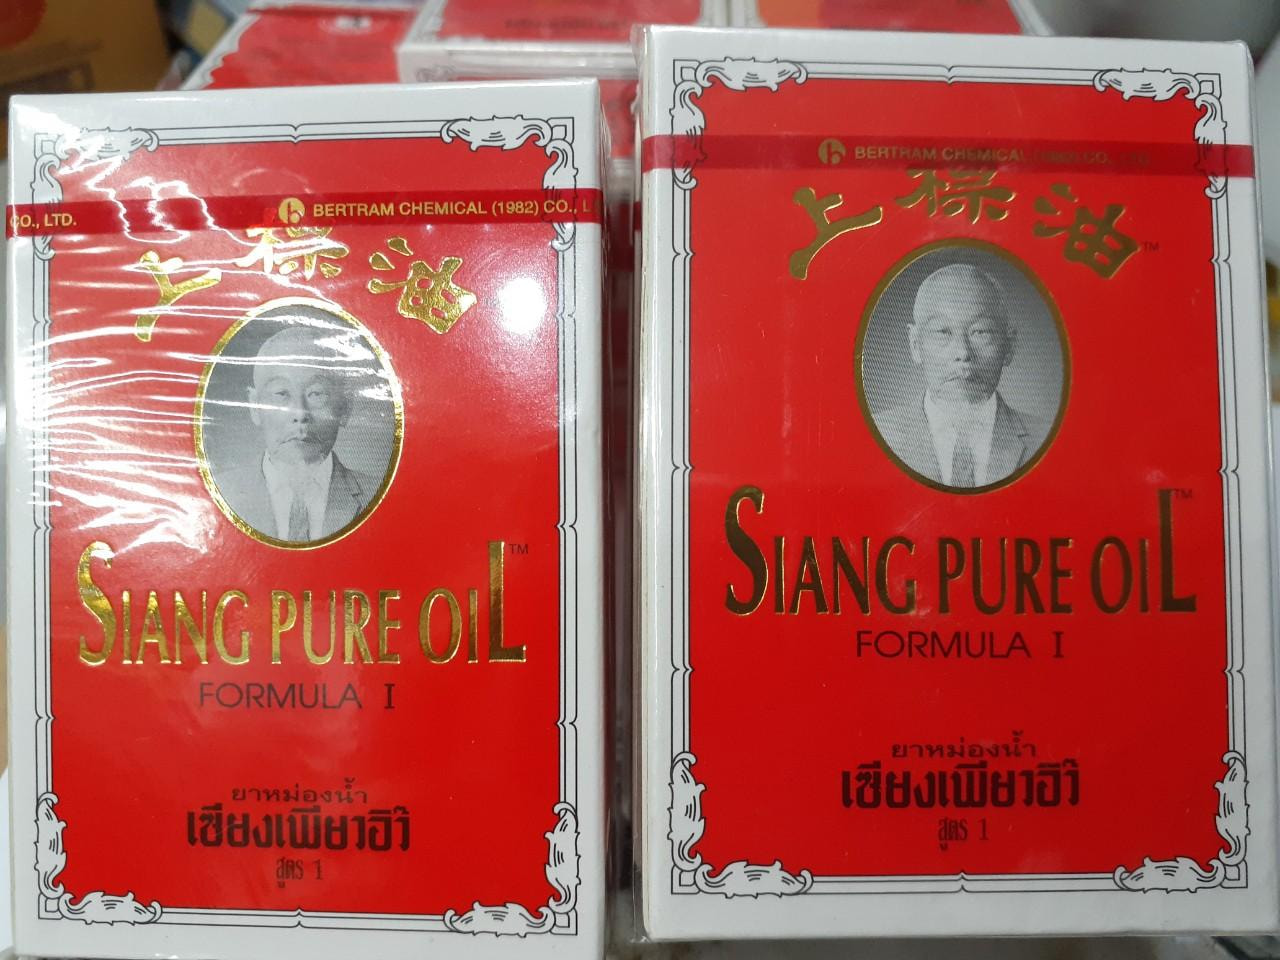 CO., LTD.
BERTRAM CHEMICAL (1982) CO., L
上標油
SIANG PURE OIL™
FORMULA I
ยาหม่องน้ำ
เซียงเพียวอิ๊ว
สูตร 1
BERTRAM CHEMICAL (1982) CO., LTD.
上標油™
SIANG PURE OIL™
FORMULA I
ยาหม่องน้ำ
เซียงเพียวอิ๊ว
สูตร 1